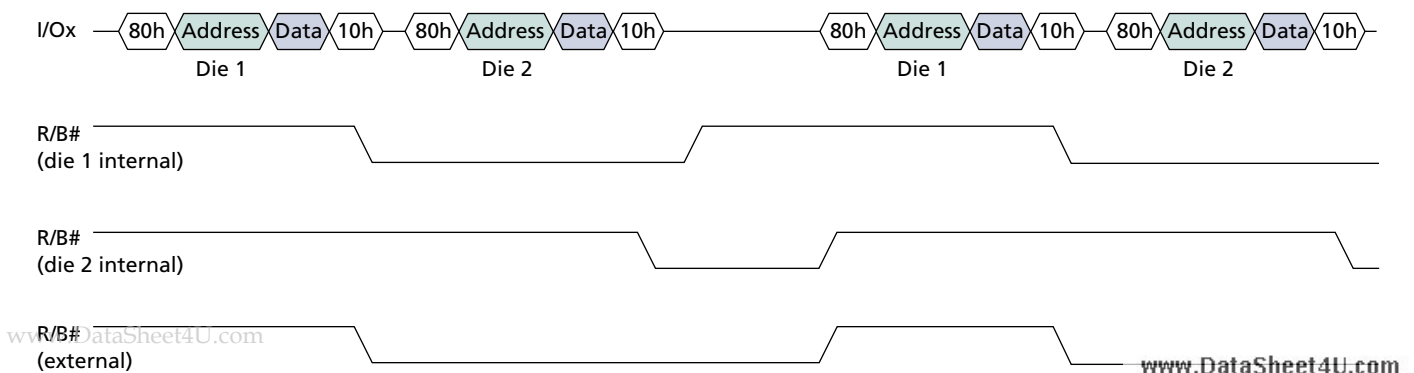 I/Ox 80h Address Data 10h 80h Address Data 10h 80h Address Data 10h 80h Address Data 10h
Die 1 Die 2 Die 1 Die 2
R/B#
(die 1 internal)
R/B#
(die 2 internal)
www.DataSheet4U.com
R/B#
(external)
www.DataSheet4U.com